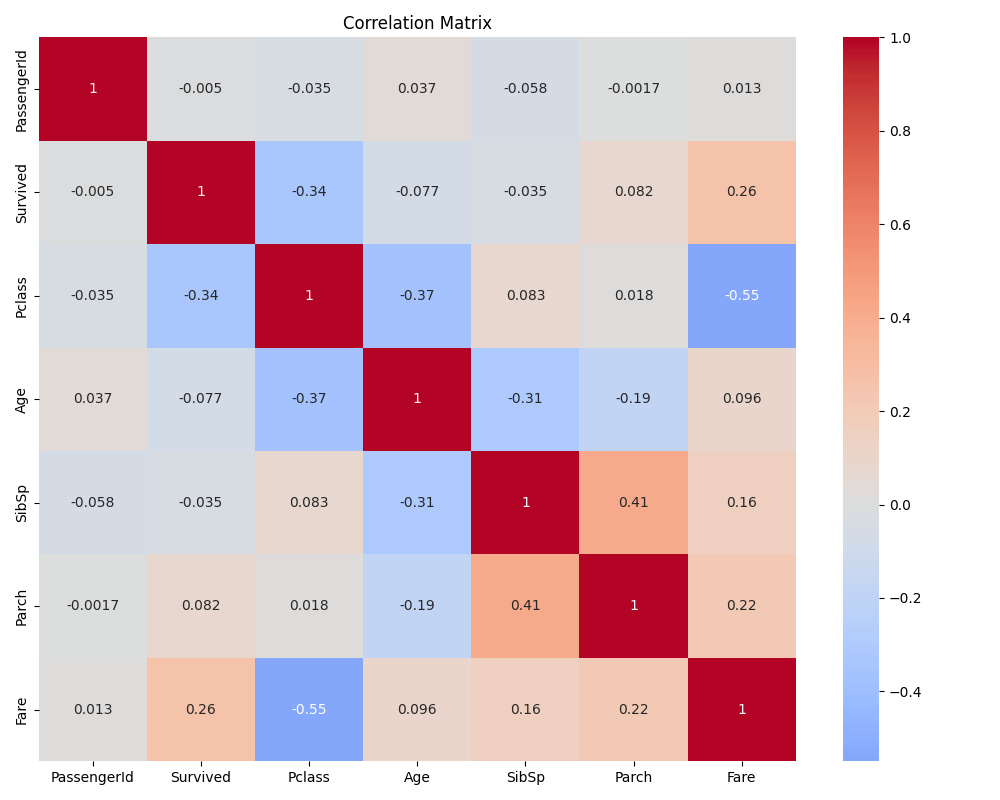 Correlation Matrix
PassengerId 1 -0.005 -0.035 0.037 -0.058 -0.0017 0.013
Survived -0.005 1 -0.34 -0.077 -0.035 0.082 0.26
Pclass -0.035 -0.34 1 -0.37 0.083 0.018 -0.55
Age 0.037 -0.077 -0.37 1 -0.31 -0.19 0.096
SibSp -0.058 -0.035 0.083 -0.31 1 0.41 0.16
Parch -0.0017 0.082 0.018 -0.19 0.41 1 0.22
Fare 0.013 0.26 -0.55 0.096 0.16 0.22 1
PassengerId Survived Pclass Age SibSp Parch Fare
1.0
0.8
0.6
0.4
0.2
0.0
−0.2
−0.4